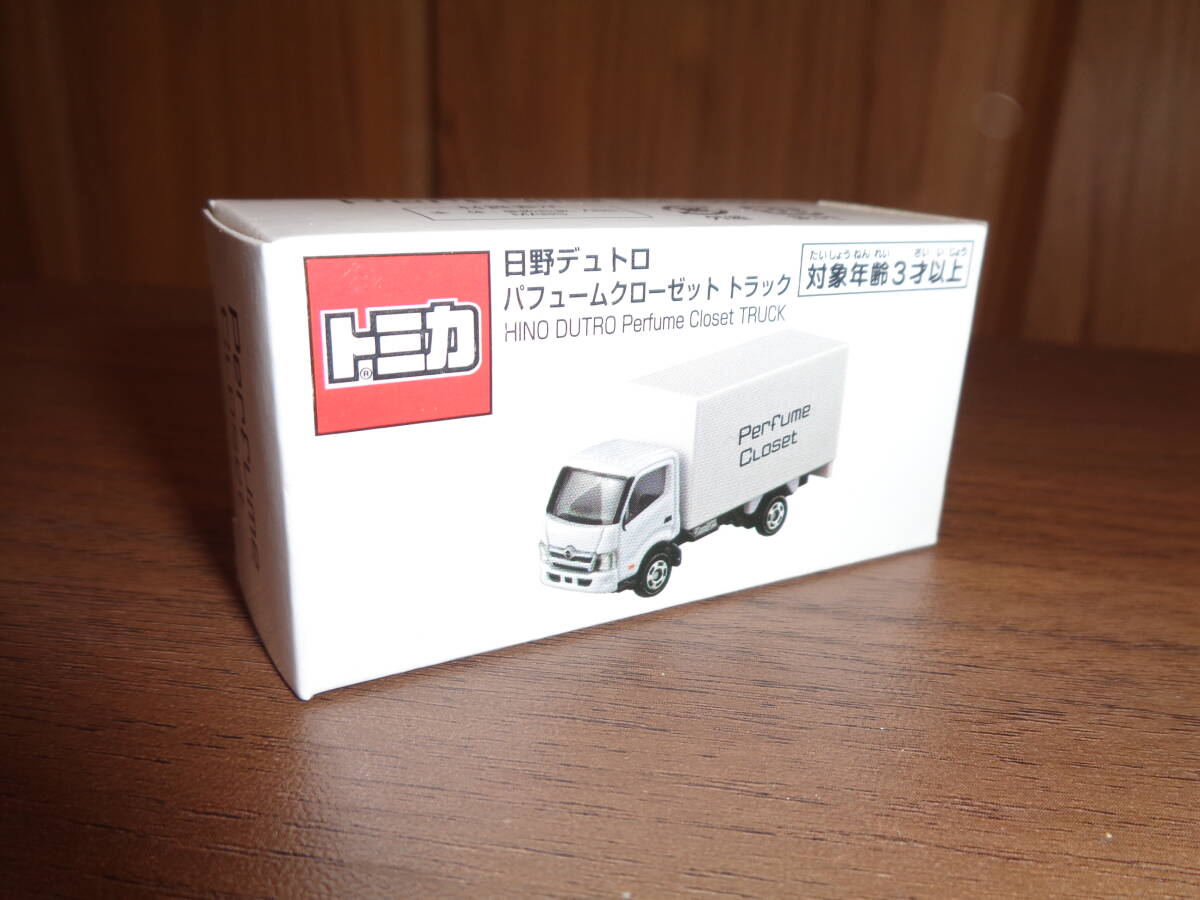 トミカ®
日野デュトロ
パフュームクローゼット トラック
HINO DUTRO Perfume Closet TRUCK
たいしょうねんれい さいいじょう
対象年齢3才以上
Perfume
Closet
Perfume
Closet